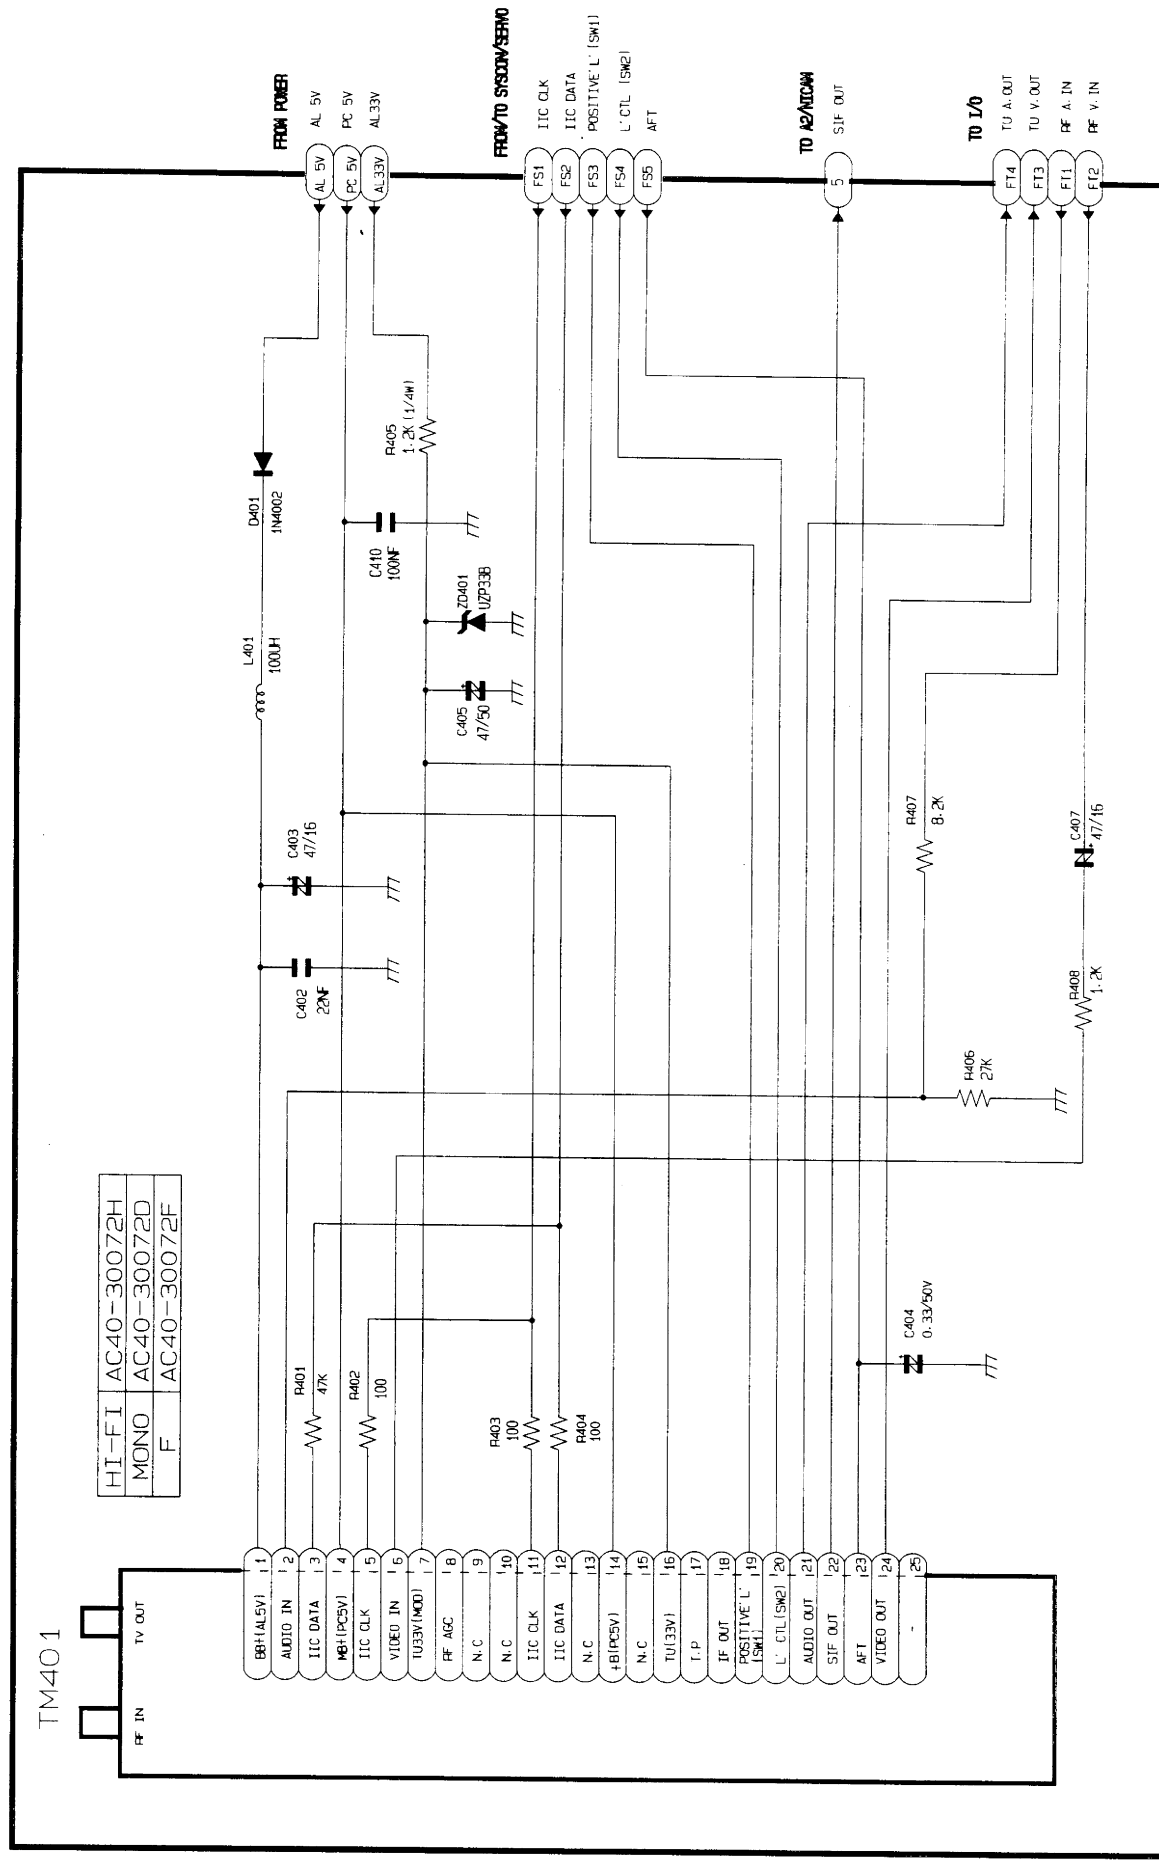 TM401
RF IN
TV OUT
HI-FI AC40-30072H
MONO AC40-30072D
F AC40-30072F
BB+(AL5V) 1
AUDIO IN 2
IIC DATA 3
MB+(PC5V) 4
IIC CLK 5
VIDEO IN 6
TU33V(MOD) 7
RF AGC 8
N.C 9
N.C 10
IIC CLK 11
IIC DATA 12
N.C 13
+B(PC5V) 14
N.C 15
TU(33V) 16
T.P 17
IF OUT 18
POSITIVE'L' (SW1) 19
L' CTL(SW2) 20
AUDIO OUT 21
SIF OUT 22
AFT 23
VIDEO OUT 24
- 25
R401
47K
R402
100
R403
100
R404
100
C404
0.33/50V
C402
22NF
C403
47/16
L401
100UH
D401
1N4002
C405
47/50
ZD401
UZP33B
C410
100NF
R405
1.2K(1/4W)
R406
27K
R407
8.2K
R408
1.2K
C407
47/16
FROM POWER
AL 5V AL 5V
PC 5V PC 5V
AL33V AL33V
FROM/TO SYSCON/SERVO
FS1 IIC CLK
FS2 IIC DATA
FS3 POSITIVE'L'(SW1)
FS4 L'CTL (SW2)
FS5 AFT
TO A2/NICAM
5 SIF OUT
TO I/O
FT4 TU A.OUT
FT3 TU V.OUT
FT1 RF A.IN
FT2 RF V.IN